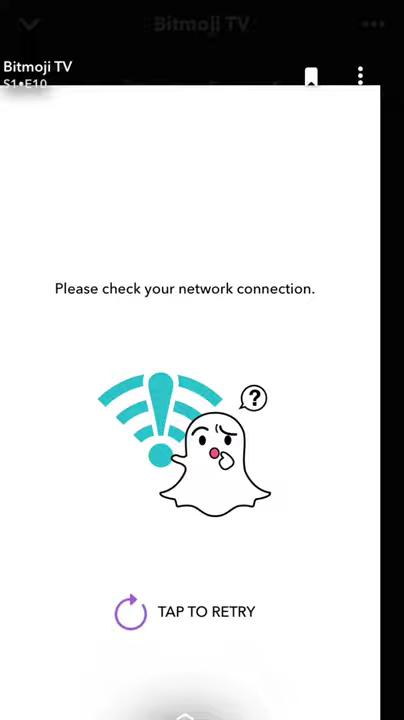 Bitmoji TV
Bitmoji TV
S1•E10
Please check your network connection.
?
TAP TO RETRY